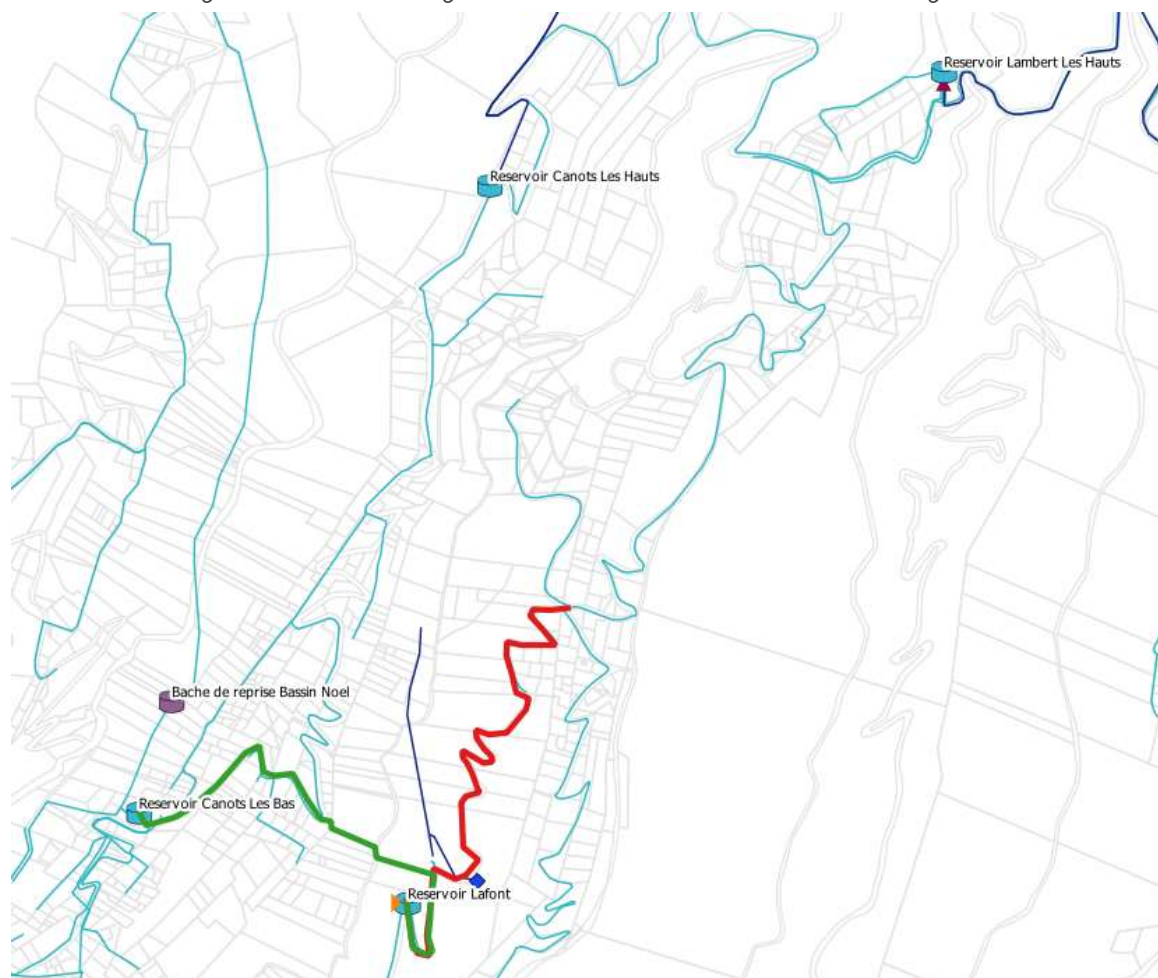 Reservoir Lambert Les Hauts
Reservoir Canots Les Hauts
Bache de reprise Bassin Noel
Reservoir Canots Les Bas
Reservoir Lafont